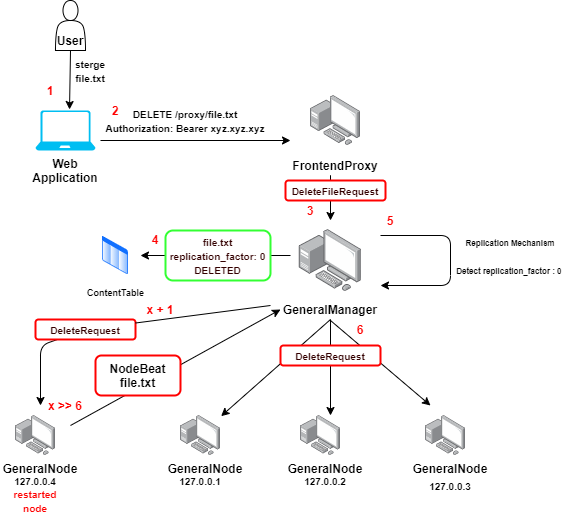 User
sterge
file.txt
1
2
DELETE /proxy/file.txt
Authorization: Bearer xyz.xyz.xyz
Web
Application
FrontendProxy
DeleteFileRequest
3
4
file.txt
replication_factor: 0
DELETED
5
Replication Mechanism
Detect replication_factor : 0
ContentTable
GeneralManager
x + 1
DeleteRequest
6
DeleteRequest
NodeBeat
file.txt
x >> 6
GeneralNode
127.0.0.4
restarted
node
GeneralNode
127.0.0.1
GeneralNode
127.0.0.2
GeneralNode
127.0.0.3